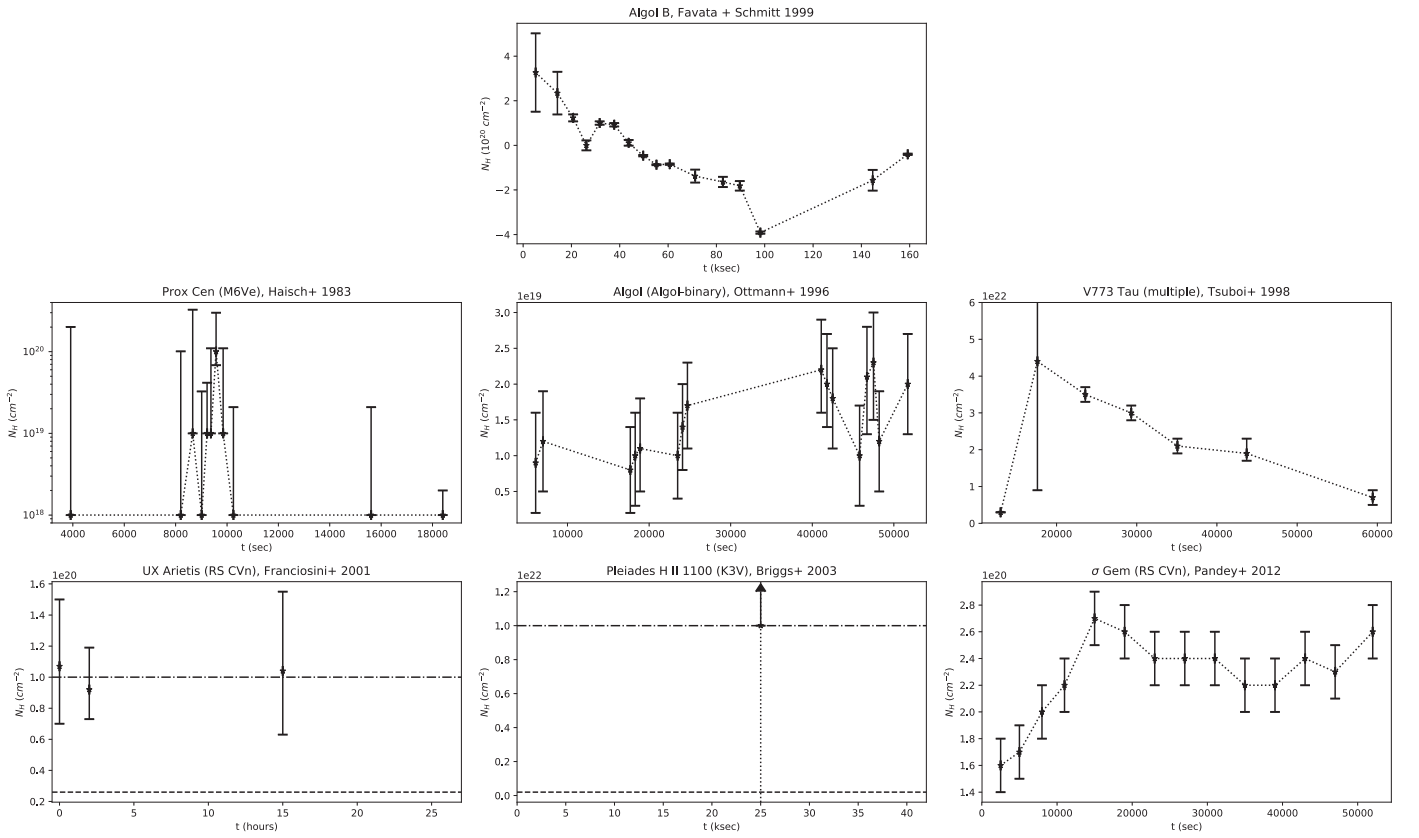 Algol B, Favata + Schmitt 1999
N_H (10^20 cm^−2)
4
2
0
−2
−4
0 20 40 60 80 100 120 140 160
t (ksec)
Prox Cen (M6Ve), Haisch+ 1983
N_H (cm^−2)
10^20
10^19
10^18
4000 6000 8000 10000 12000 14000 16000 18000
t (sec)
Algol (Algol-binary), Ottmann+ 1996
1e19
N_H (cm^−2)
3.0
2.5
2.0
1.5
1.0
0.5
10000 20000 30000 40000 50000
t (sec)
V773 Tau (multiple), Tsuboi+ 1998
1e22
N_H (cm^−2)
6
5
4
3
2
1
0
20000 30000 40000 50000 60000
t (sec)
UX Arietis (RS CVn), Franciosini+ 2001
1e20
N_H (cm^−2)
1.6
1.4
1.2
1.0
0.8
0.6
0.4
0.2
0 5 10 15 20 25
t (hours)
Pleiades H II 1100 (K3V), Briggs+ 2003
1e22
N_H (cm^−2)
1.2
1.0
0.8
0.6
0.4
0.2
0.0
0 5 10 15 20 25 30 35 40
t (ksec)
σ Gem (RS CVn), Pandey+ 2012
1e20
N_H (cm^−2)
2.8
2.6
2.4
2.2
2.0
1.8
1.6
1.4
0 10000 20000 30000 40000 50000
t (sec)